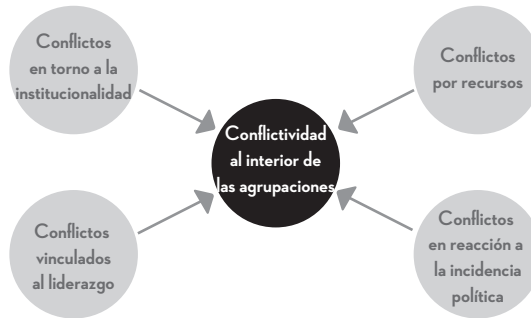 Conflictos
en torno a la
institucionalidad
Conflictos
por recursos
Conflictividad
al interior de
las agrupaciones
Conflictos
vinculados
al liderazgo
Conflictos
en reacción a
la incidencia
política